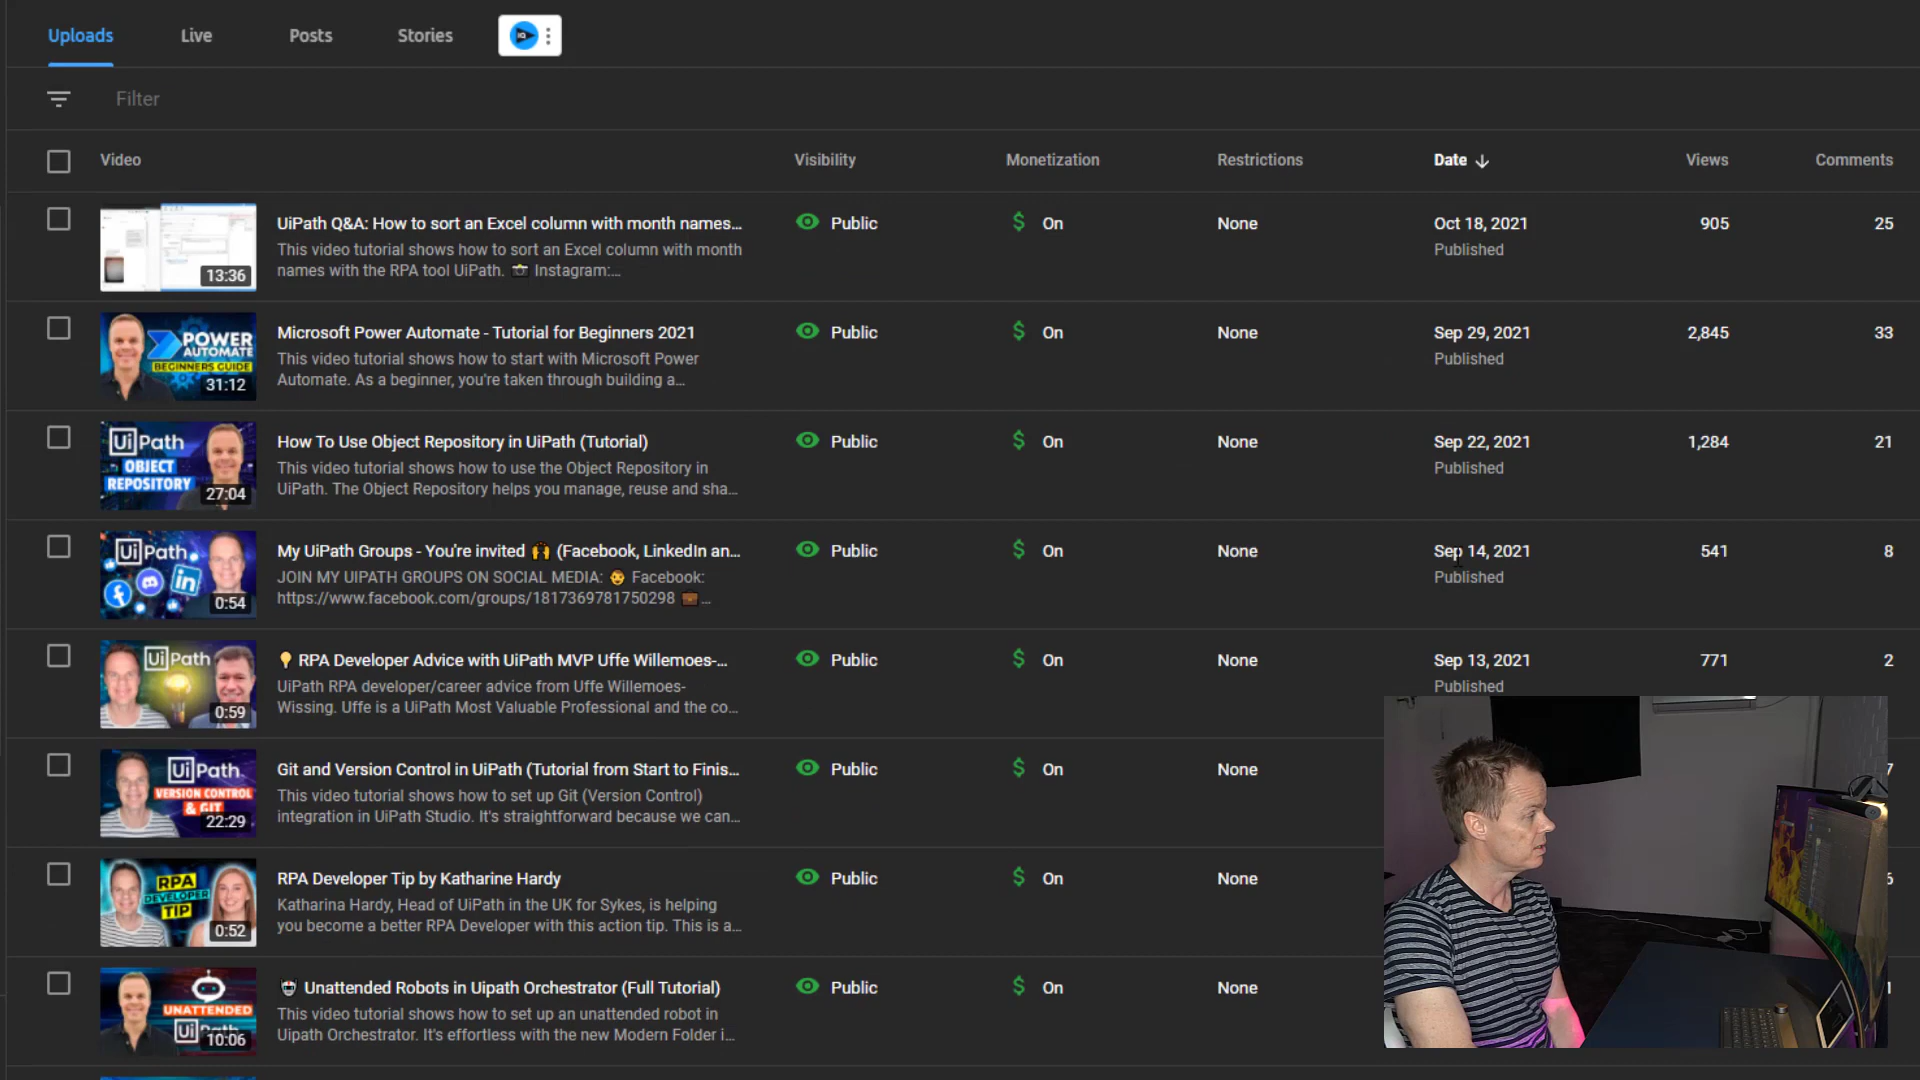 Uploads Live Posts Stories
Filter
Video Visibility Monetization Restrictions Date Views Comments
UiPath Q&A: How to sort an Excel column with month names... Public $ On None Oct 18, 2021 905 25
This video tutorial shows how to sort an Excel column with month Published
names with the RPA tool UiPath. 📷 Instagram:...
13:36
Microsoft Power Automate - Tutorial for Beginners 2021 Public $ On None Sep 29, 2021 2,845 33
This video tutorial shows how to start with Microsoft Power Published
Automate. As a beginner, you're taken through building a...
POWER
AUTOMATE
BEGINNERS GUIDE
31:12
How To Use Object Repository in UiPath (Tutorial) Public $ On None Sep 22, 2021 1,284 21
This video tutorial shows how to use the Object Repository in Published
UiPath. The Object Repository helps you manage, reuse and sha...
UiPath
OBJECT
REPOSITORY
27:04
My UiPath Groups - You're invited 🙌 (Facebook, LinkedIn an... Public $ On None Sep 14, 2021 541 8
JOIN MY UIPATH GROUPS ON SOCIAL MEDIA: 👨 Facebook: Published
https://www.facebook.com/groups/1817369781750298 💼...
UiPath
in
0:54
💡 RPA Developer Advice with UiPath MVP Uffe Willemoes-... Public $ On None Sep 13, 2021 771 2
UiPath RPA developer/career advice from Uffe Willemoes- Published
Wissing. Uffe is a UiPath Most Valuable Professional and the co...
UiPath
0:59
Git and Version Control in UiPath (Tutorial from Start to Finis... Public $ On None 7
This video tutorial shows how to set up Git (Version Control)
integration in UiPath Studio. It's straightforward because we can...
UiPath
VERSION CONTROL
& GIT
22:29
RPA Developer Tip by Katharine Hardy Public $ On None 6
Katharina Hardy, Head of UiPath in the UK for Sykes, is helping
you become a better RPA Developer with this action tip. This is a...
RPA
DEVELOPER
TIP
0:52
🤖 Unattended Robots in Uipath Orchestrator (Full Tutorial) Public $ On None 1
This video tutorial shows how to set up an unattended robot in
Uipath Orchestrator. It's effortless with the new Modern Folder i...
UNATTENDED
UiPath
10:06